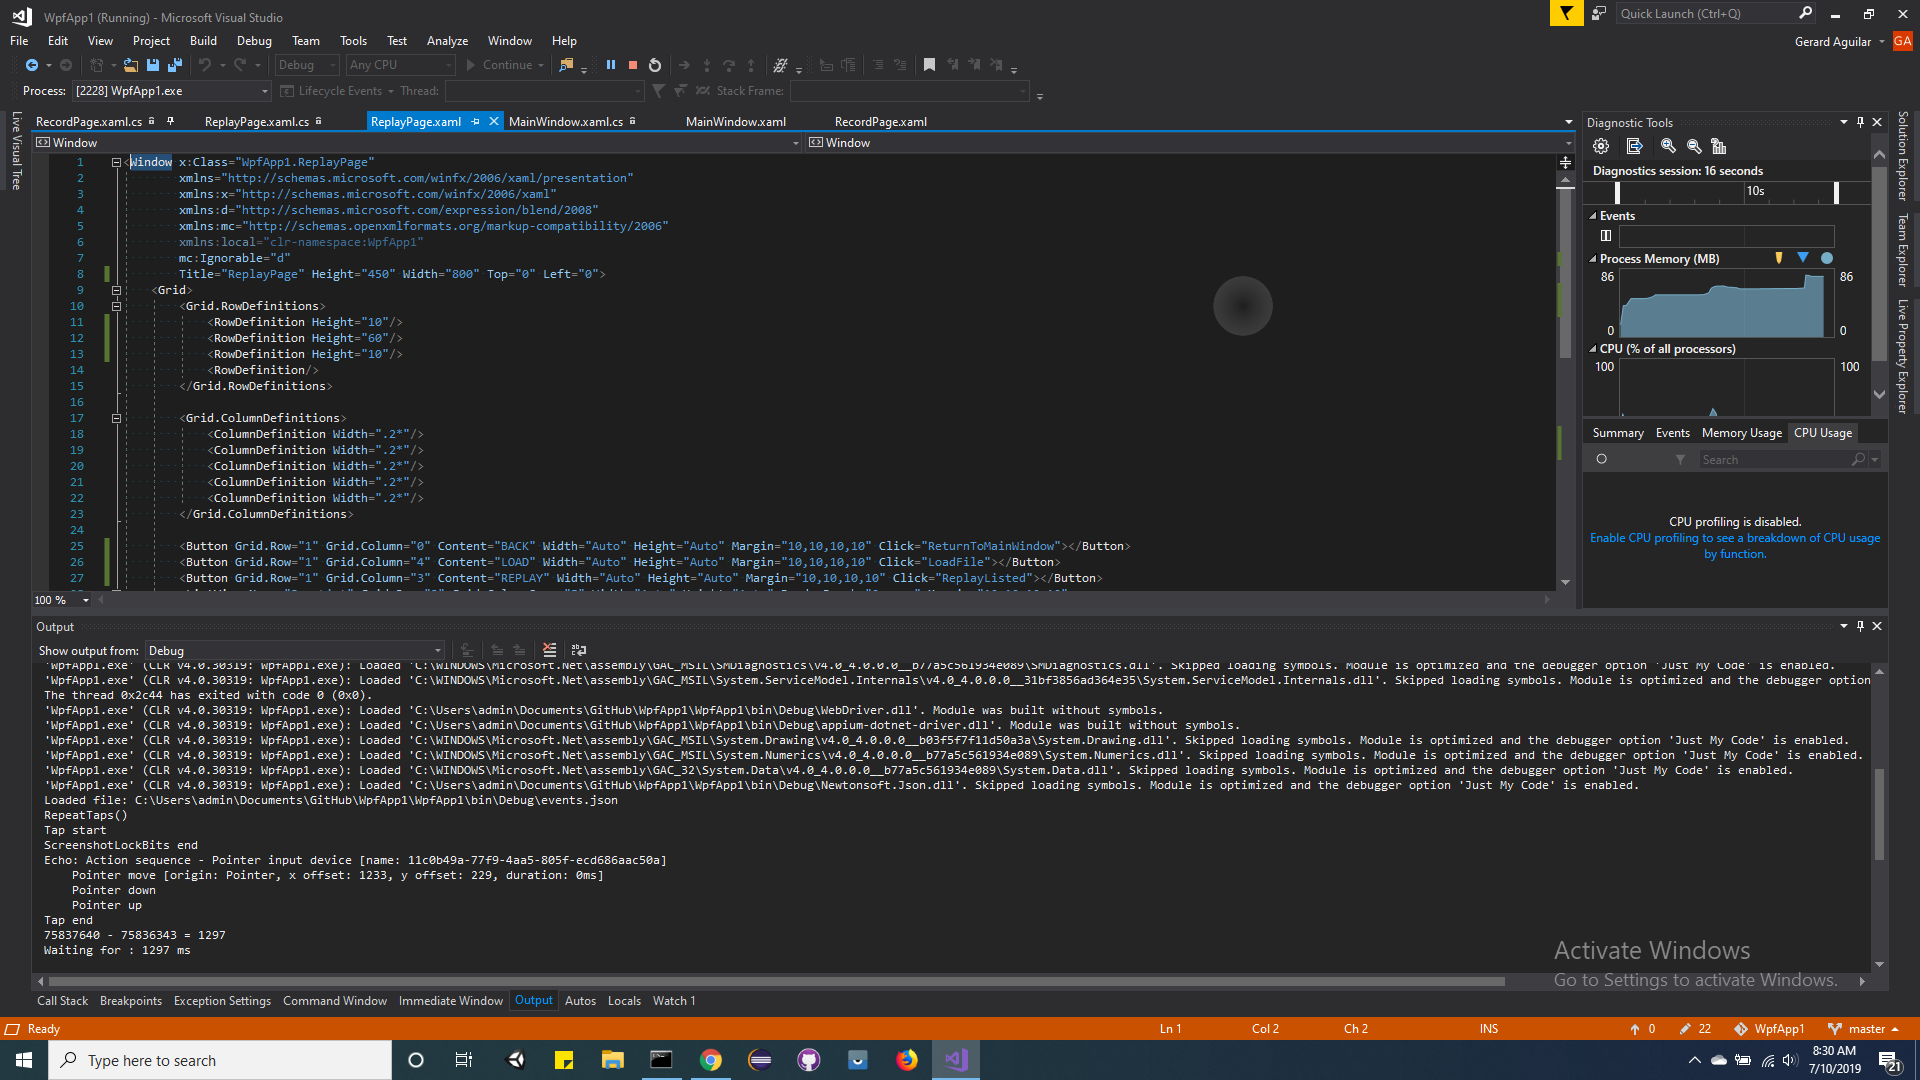 WpfApp1 (Running) - Microsoft Visual Studio
Quick Launch (Ctrl+Q)
File Edit View Project Build Debug Team Tools Test Analyze Window Help
Gerard Aguilar GA
Debug Any CPU Continue
Process: [2228] WpfApp1.exe Lifecycle Events Thread: Stack Frame:
RecordPage.xaml.cs ReplayPage.xaml.cs ReplayPage.xaml MainWindow.xaml.cs MainWindow.xaml RecordPage.xaml
Window Window
Live Visual Tree
1 <Window x:Class="WpfApp1.ReplayPage"
2 xmlns="http://schemas.microsoft.com/winfx/2006/xaml/presentation"
3 xmlns:x="http://schemas.microsoft.com/winfx/2006/xaml"
4 xmlns:d="http://schemas.microsoft.com/expression/blend/2008"
5 xmlns:mc="http://schemas.openxmlformats.org/markup-compatibility/2006"
6 xmlns:local="clr-namespace:WpfApp1"
7 mc:Ignorable="d"
8 Title="ReplayPage" Height="450" Width="800" Top="0" Left="0">
9 <Grid>
10 <Grid.RowDefinitions>
11 <RowDefinition Height="10"/>
12 <RowDefinition Height="60"/>
13 <RowDefinition Height="10"/>
14 <RowDefinition/>
15 </Grid.RowDefinitions>
16
17 <Grid.ColumnDefinitions>
18 <ColumnDefinition Width=".2*"/>
19 <ColumnDefinition Width=".2*"/>
20 <ColumnDefinition Width=".2*"/>
21 <ColumnDefinition Width=".2*"/>
22 <ColumnDefinition Width=".2*"/>
23 </Grid.ColumnDefinitions>
24
25 <Button Grid.Row="1" Grid.Column="0" Content="BACK" Width="Auto" Height="Auto" Margin="10,10,10,10" Click="ReturnToMainWindow"></Button>
26 <Button Grid.Row="1" Grid.Column="4" Content="LOAD" Width="Auto" Height="Auto" Margin="10,10,10,10" Click="LoadFile"></Button>
27 <Button Grid.Row="1" Grid.Column="3" Content="REPLAY" Width="Auto" Height="Auto" Margin="10,10,10,10" Click="ReplayListed"></Button>
100 %
Diagnostic Tools
Diagnostics session: 16 seconds
10s
Events
Process Memory (MB)
86 86
0 0
CPU (% of all processors)
100 100
Summary Events Memory Usage CPU Usage
Search
CPU profiling is disabled.
Enable CPU profiling to see a breakdown of CPU usage
by function.
Solution Explorer
Team Explorer
Live Property Explorer
Output
Show output from: Debug
'WpfApp1.exe' (CLR v4.0.30319: WpfApp1.exe): Loaded 'C:\WINDOWS\Microsoft.Net\assembly\GAC_MSIL\SMDiagnostics\v4.0_4.0.0.0__b77a5c561934e089\SMDiagnostics.dll'. Skipped loading symbols. Module is optimized and the debugger option 'Just My Code' is enabled.
'WpfApp1.exe' (CLR v4.0.30319: WpfApp1.exe): Loaded 'C:\WINDOWS\Microsoft.Net\assembly\GAC_MSIL\System.ServiceModel.Internals\v4.0_4.0.0.0__31bf3856ad364e35\System.ServiceModel.Internals.dll'. Skipped loading symbols. Module is optimized and the debugger option
The thread 0x2c44 has exited with code 0 (0x0).
'WpfApp1.exe' (CLR v4.0.30319: WpfApp1.exe): Loaded 'C:\Users\admin\Documents\GitHub\WpfApp1\WpfApp1\bin\Debug\WebDriver.dll'. Module was built without symbols.
'WpfApp1.exe' (CLR v4.0.30319: WpfApp1.exe): Loaded 'C:\Users\admin\Documents\GitHub\WpfApp1\WpfApp1\bin\Debug\appium-dotnet-driver.dll'. Module was built without symbols.
'WpfApp1.exe' (CLR v4.0.30319: WpfApp1.exe): Loaded 'C:\WINDOWS\Microsoft.Net\assembly\GAC_MSIL\System.Drawing\v4.0_4.0.0.0__b03f5f7f11d50a3a\System.Drawing.dll'. Skipped loading symbols. Module is optimized and the debugger option 'Just My Code' is enabled.
'WpfApp1.exe' (CLR v4.0.30319: WpfApp1.exe): Loaded 'C:\WINDOWS\Microsoft.Net\assembly\GAC_MSIL\System.Numerics\v4.0_4.0.0.0__b77a5c561934e089\System.Numerics.dll'. Skipped loading symbols. Module is optimized and the debugger option 'Just My Code' is enabled.
'WpfApp1.exe' (CLR v4.0.30319: WpfApp1.exe): Loaded 'C:\WINDOWS\Microsoft.Net\assembly\GAC_32\System.Data\v4.0_4.0.0.0__b77a5c561934e089\System.Data.dll'. Skipped loading symbols. Module is optimized and the debugger option 'Just My Code' is enabled.
'WpfApp1.exe' (CLR v4.0.30319: WpfApp1.exe): Loaded 'C:\Users\admin\Documents\GitHub\WpfApp1\WpfApp1\bin\Debug\Newtonsoft.Json.dll'. Skipped loading symbols. Module is optimized and the debugger option 'Just My Code' is enabled.
Loaded file: C:\Users\admin\Documents\GitHub\WpfApp1\WpfApp1\bin\Debug\events.json
RepeatTaps()
Tap start
ScreenshotLockBits end
Echo: Action sequence - Pointer input device [name: 11c0b49a-77f9-4aa5-805f-ecd686aac50a]
Pointer move [origin: Pointer, x offset: 1233, y offset: 229, duration: 0ms]
Pointer down
Pointer up
Tap end
75837640 - 75836343 = 1297
Waiting for : 1297 ms
Activate Windows
Go to Settings to activate Windows.
Call Stack Breakpoints Exception Settings Command Window Immediate Window Output Autos Locals Watch 1
Ready Ln 1 Col 2 Ch 2 INS 0 22 WpfApp1 master
Type here to search
8:30 AM
7/10/2019
21